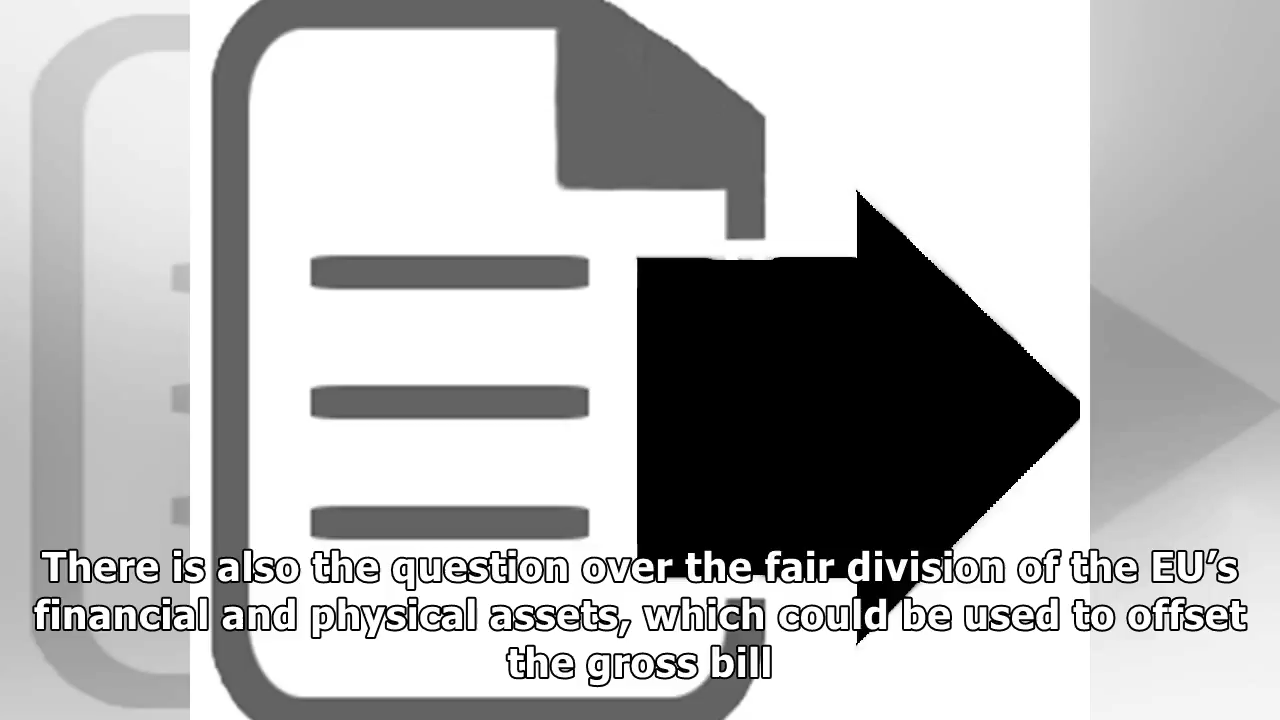 There is also the question over the fair division of the EU’s
financial and physical assets, which could be used to offset
the gross bill